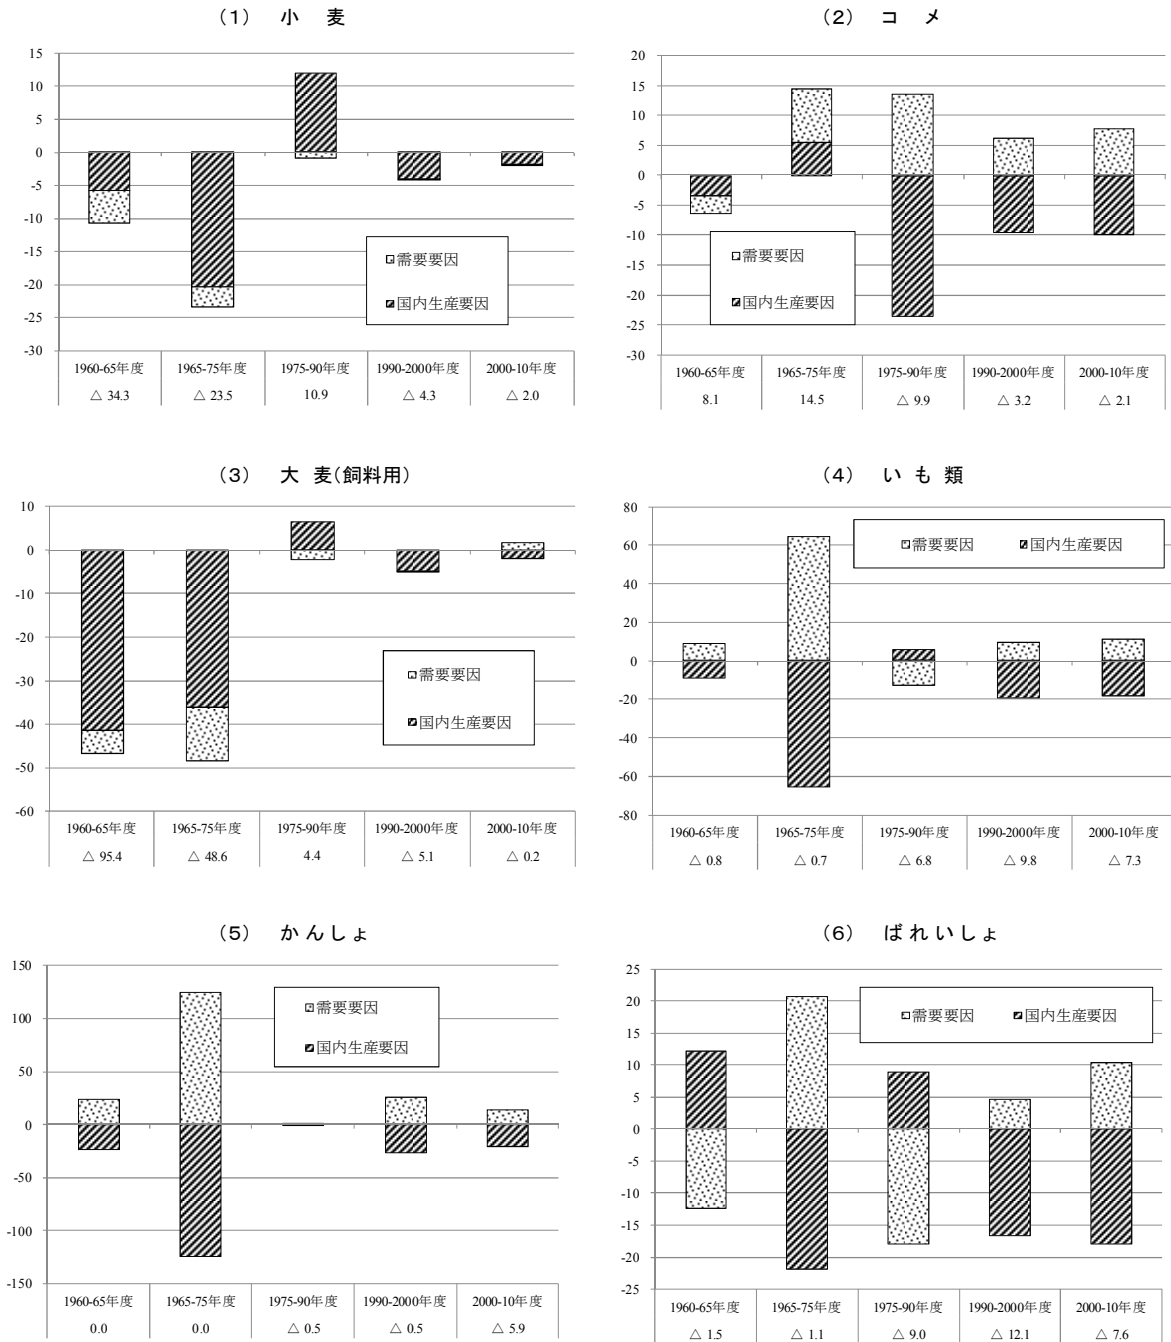 （1） 小 麦
15
10
5
0
-5
-10
-15
-20
-25
-30
需要要因
国内生産要因
1960-65年度 1965-75年度 1975-90年度 1990-2000年度 2000-10年度
△ 34.3 △ 23.5 10.9 △ 4.3 △ 2.0
（2） コ メ
20
15
10
5
0
-5
-10
-15
-20
-25
-30
需要要因
国内生産要因
1960-65年度 1965-75年度 1975-90年度 1990-2000年度 2000-10年度
8.1 14.5 △ 9.9 △ 3.2 △ 2.1
（3） 大 麦（飼料用）
10
0
-10
-20
-30
-40
-50
-60
需要要因
国内生産要因
1960-65年度 1965-75年度 1975-90年度 1990-2000年度 2000-10年度
△ 95.4 △ 48.6 4.4 △ 5.1 △ 0.2
（4） い も 類
80
60
40
20
0
-20
-40
-60
-80
需要要因 国内生産要因
1960-65年度 1965-75年度 1975-90年度 1990-2000年度 2000-10年度
△ 0.8 △ 0.7 △ 6.8 △ 9.8 △ 7.3
（5） か ん し ょ
150
100
50
0
-50
-100
-150
需要要因
国内生産要因
1960-65年度 1965-75年度 1975-90年度 1990-2000年度 2000-10年度
0.0 0.0 △ 0.5 △ 0.5 △ 5.9
（6） ば れ い し ょ
25
20
15
10
5
0
-5
-10
-15
-20
-25
需要要因 国内生産要因
1960-65年度 1965-75年度 1975-90年度 1990-2000年度 2000-10年度
△ 1.5 △ 1.1 △ 9.0 △ 12.1 △ 7.6